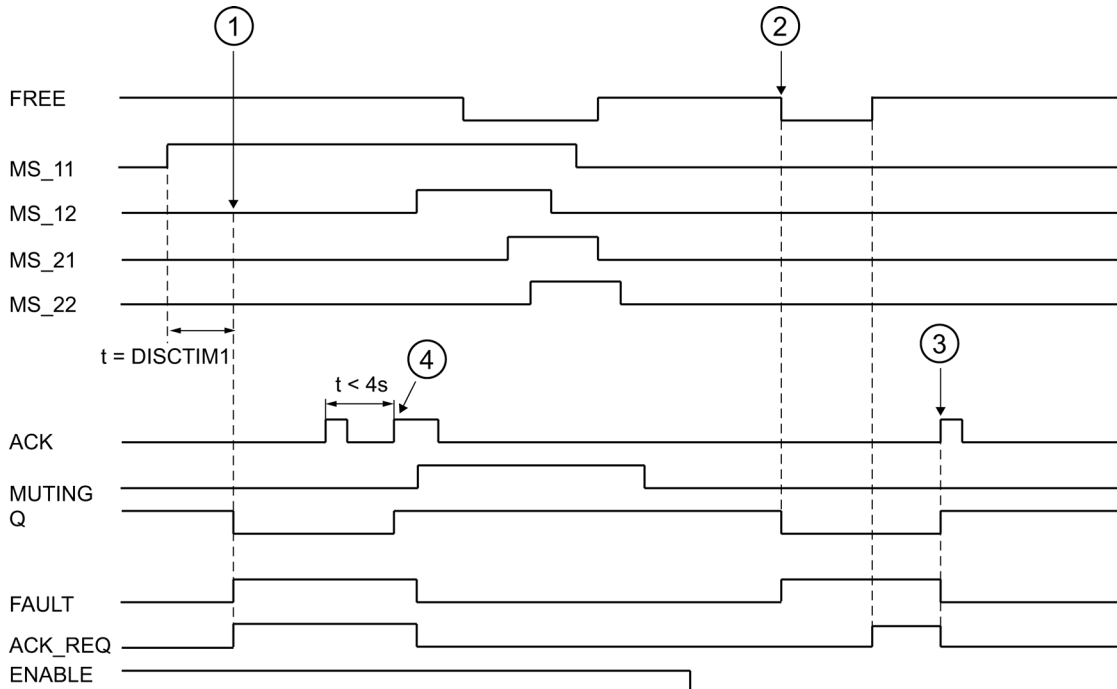 1
2
FREE
MS_11
MS_12
MS_21
MS_22
t = DISCTIM1
t < 4s
4
3
ACK
MUTING
Q
FAULT
ACK_REQ
ENABLE